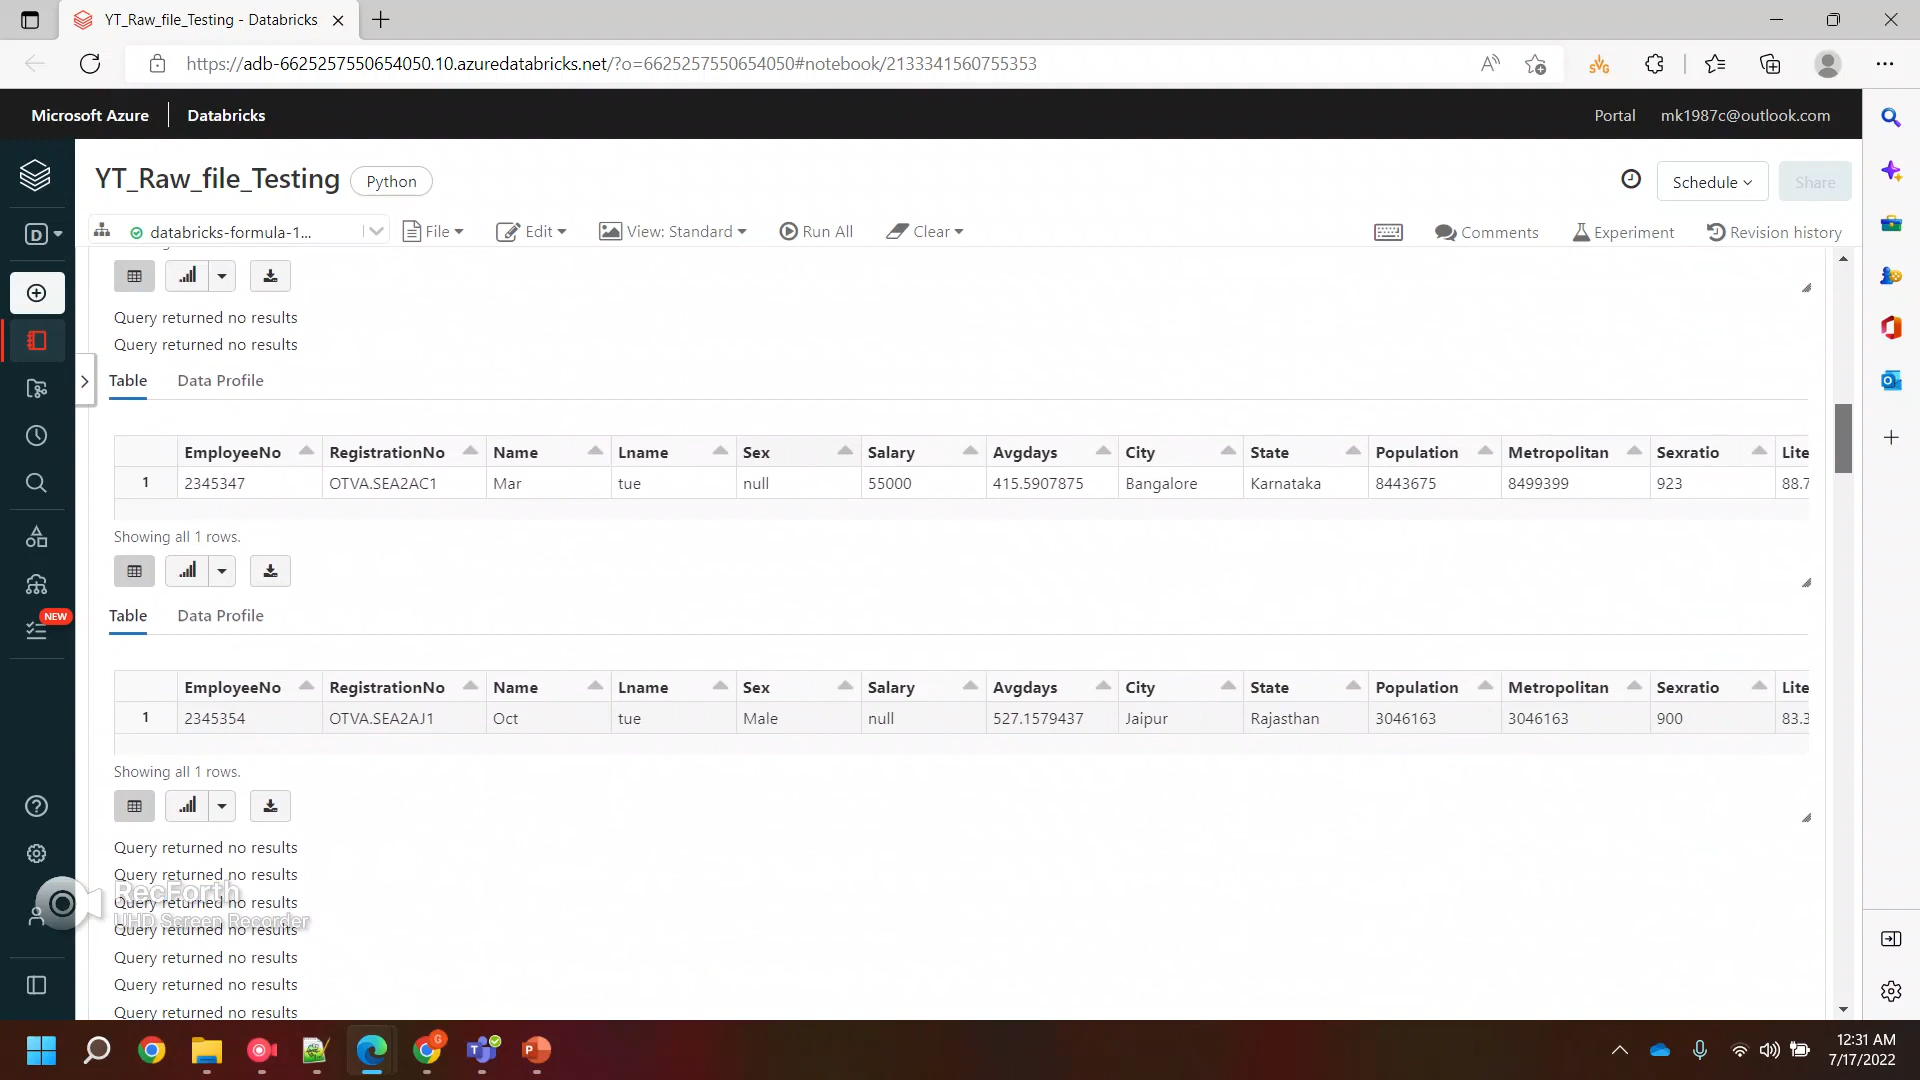 YT_Raw_file_Testing - Databricks
https://adb-6625257550654050.10.azuredatabricks.net/?o=6625257550654050#notebook/2133341560755353
Microsoft Azure Databricks Portal mk1987c@outlook.com
YT_Raw_file_Testing Python Schedule Share
D databricks-formula-1... File Edit View: Standard Run All Clear Comments Experiment Revision history
Query returned no results
Query returned no results
Table Data Profile
EmployeeNo RegistrationNo Name Lname Sex Salary Avgdays City State Population Metropolitan Sexratio Lite
1 2345347 OTVA.SEA2AC1 Mar tue null 55000 415.5907875 Bangalore Karnataka 8443675 8499399 923 88.7
Showing all 1 rows.
Table Data Profile
NEW
EmployeeNo RegistrationNo Name Lname Sex Salary Avgdays City State Population Metropolitan Sexratio Lite
1 2345354 OTVA.SEA2AJ1 Oct tue Male null 527.1579437 Jaipur Rajasthan 3046163 3046163 900 83.3
Showing all 1 rows.
Query returned no results
Query returned no results
RecForth
Query returned no results
UHD Screen Recorder
Query returned no results
Query returned no results
Query returned no results
Query returned no results
12:31 AM
7/17/2022